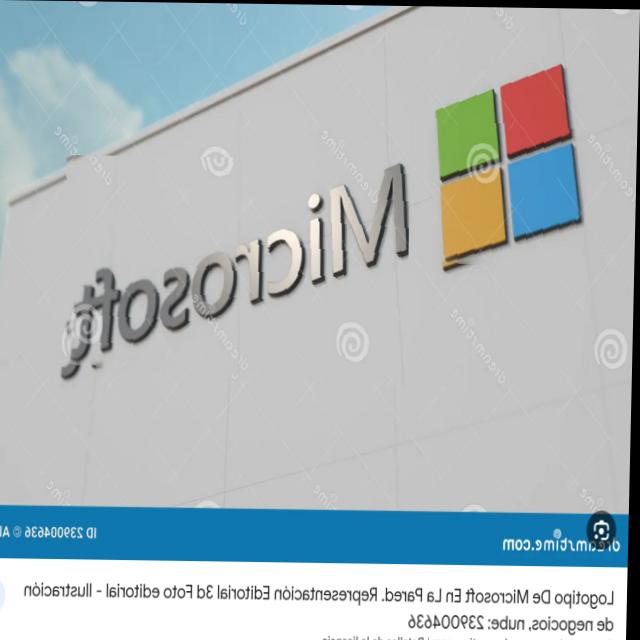 Microsoft
dreamstime.com
ID 239004636 ©
Logotipo De Microsoft En La Pared. Representación Editorial 3d Foto editorial - Ilustración
de negocios, nube: 239004636